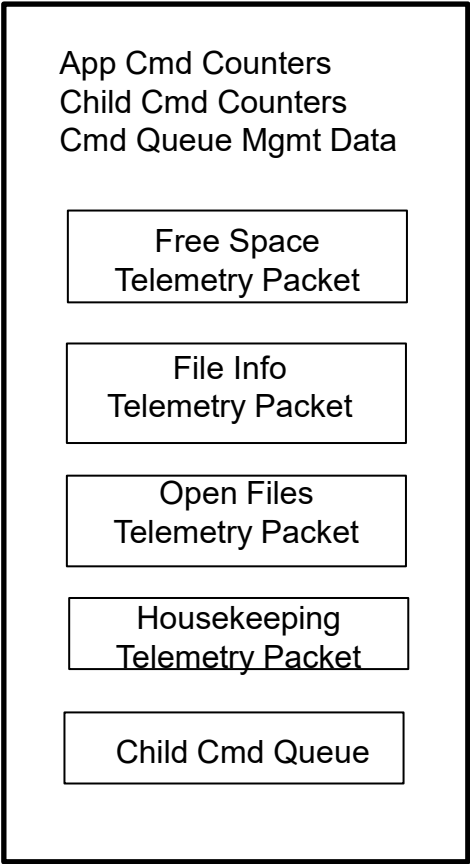 App Cmd Counters
Child Cmd Counters
Cmd Queue Mgmt Data
Free Space
Telemetry Packet
File Info
Telemetry Packet
Open Files
Telemetry Packet
Housekeeping
Telemetry Packet
Child Cmd Queue